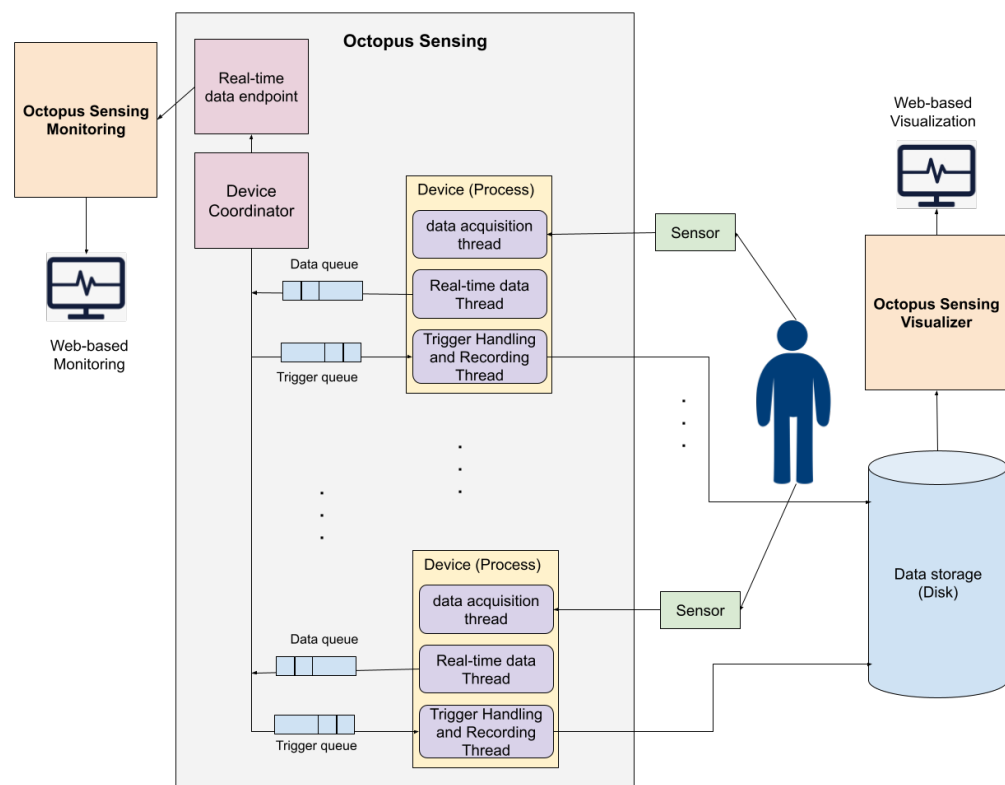 Octopus Sensing
Octopus Sensing
Monitoring
Real-time
data endpoint
Web-based
Visualization
Device
Coordinator
Device (Process)
data acquisition
thread
Sensor
Data queue
Real-time data
Thread
Octopus Sensing
Visualizer
Web-based
Monitoring
Trigger Handling
and Recording
Thread
Trigger queue
Device (Process)
data acquisition
thread
Sensor
Data storage
(Disk)
Data queue
Real-time data
Thread
Trigger Handling
and Recording
Thread
Trigger queue